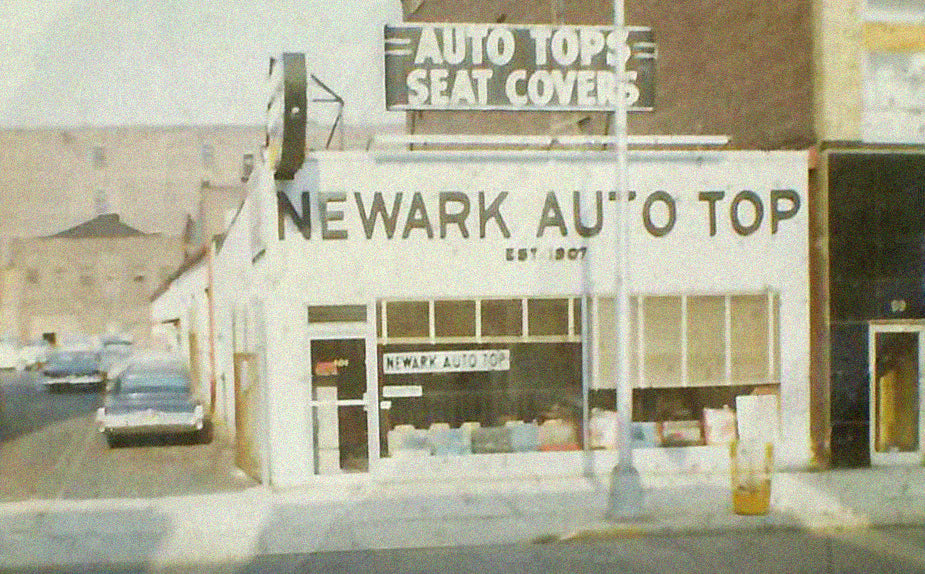 AUTO TOPS
SEAT COVERS
NEWARK AUTO TOP
EST 1907
NEWARK AUTO TOP